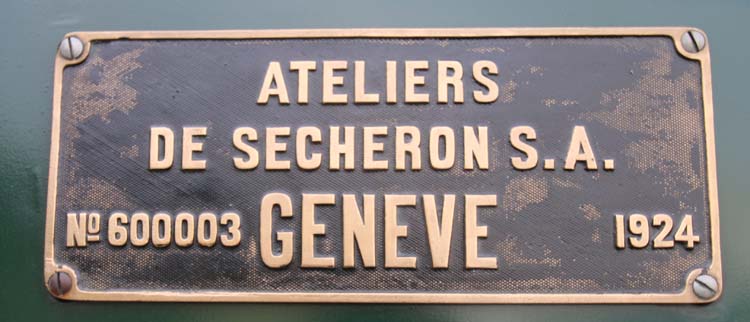 ATELIERS
DE SECHERON S.A.
Nº 600003 GENEVE 1924